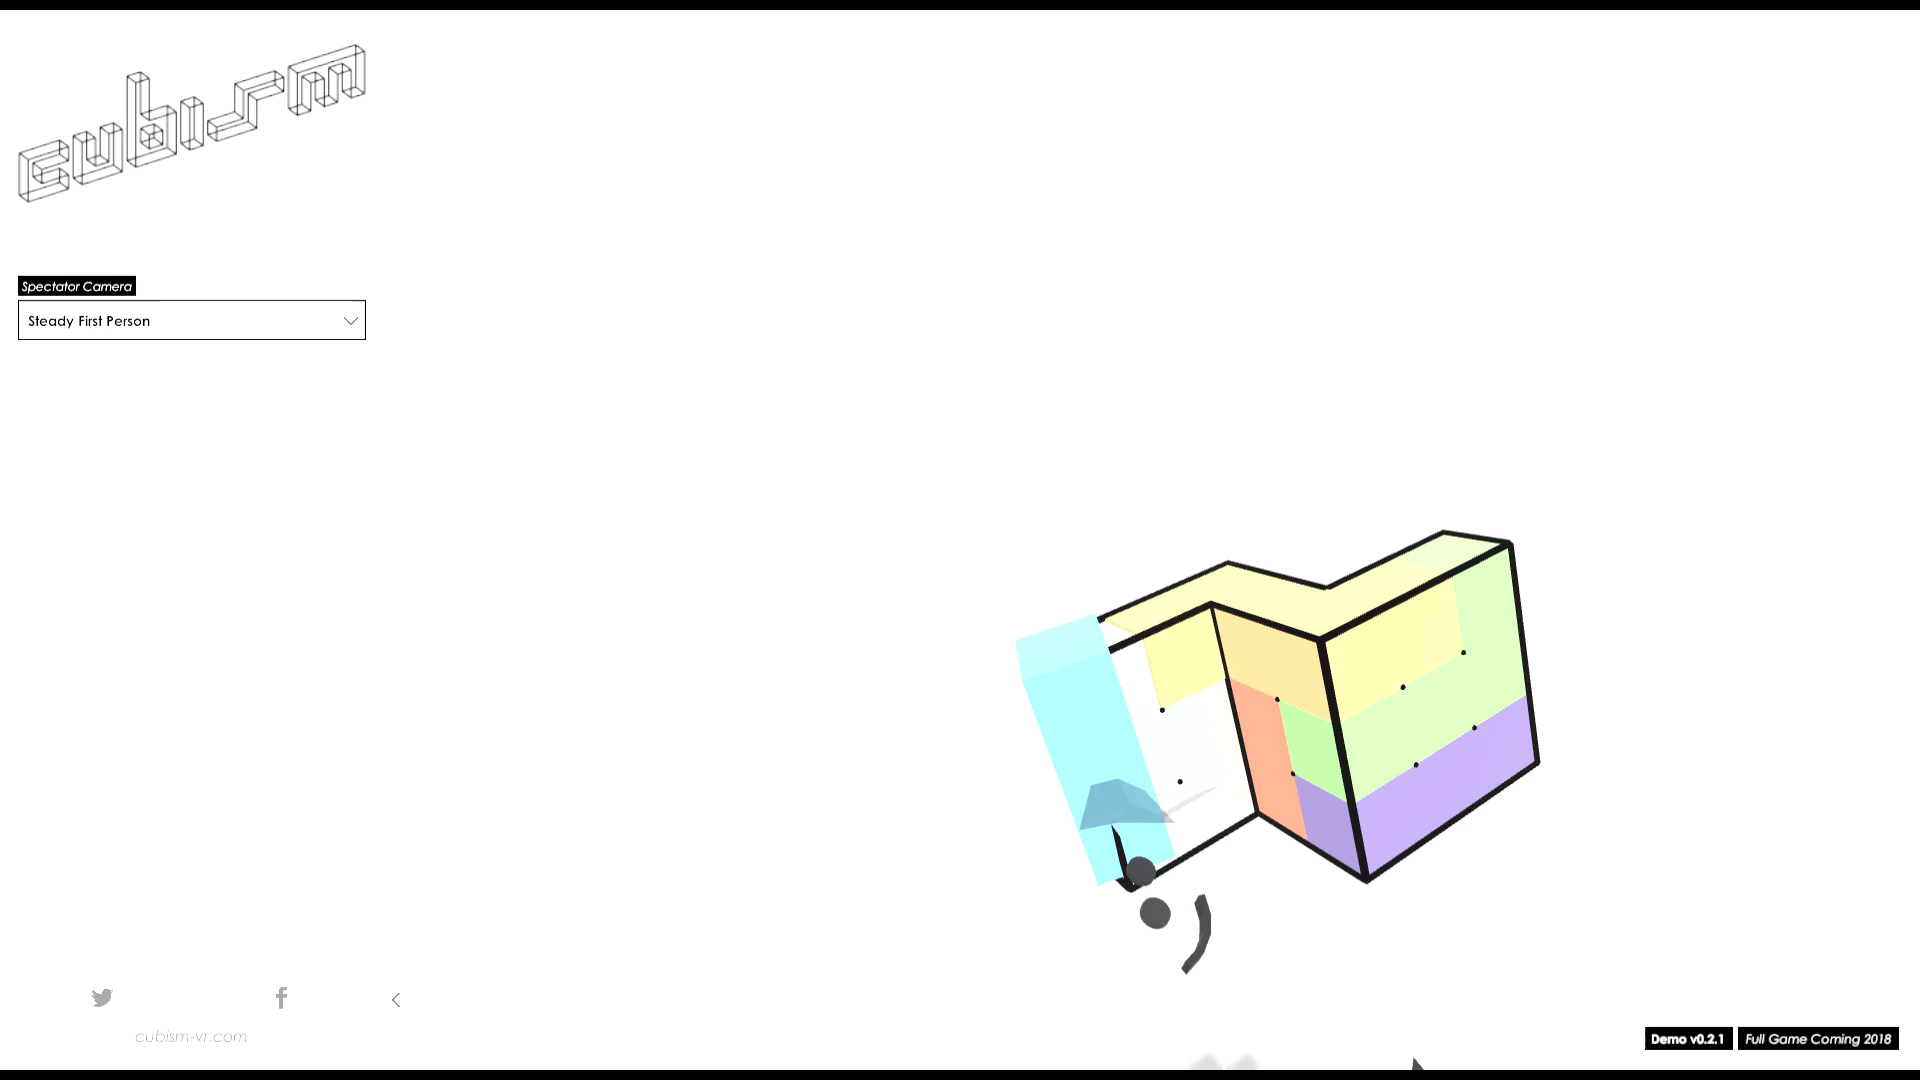 cubism
Spectator Camera
Steady First Person
cubism-vr.com
Demo v0.2.1
Full Game Coming 2018